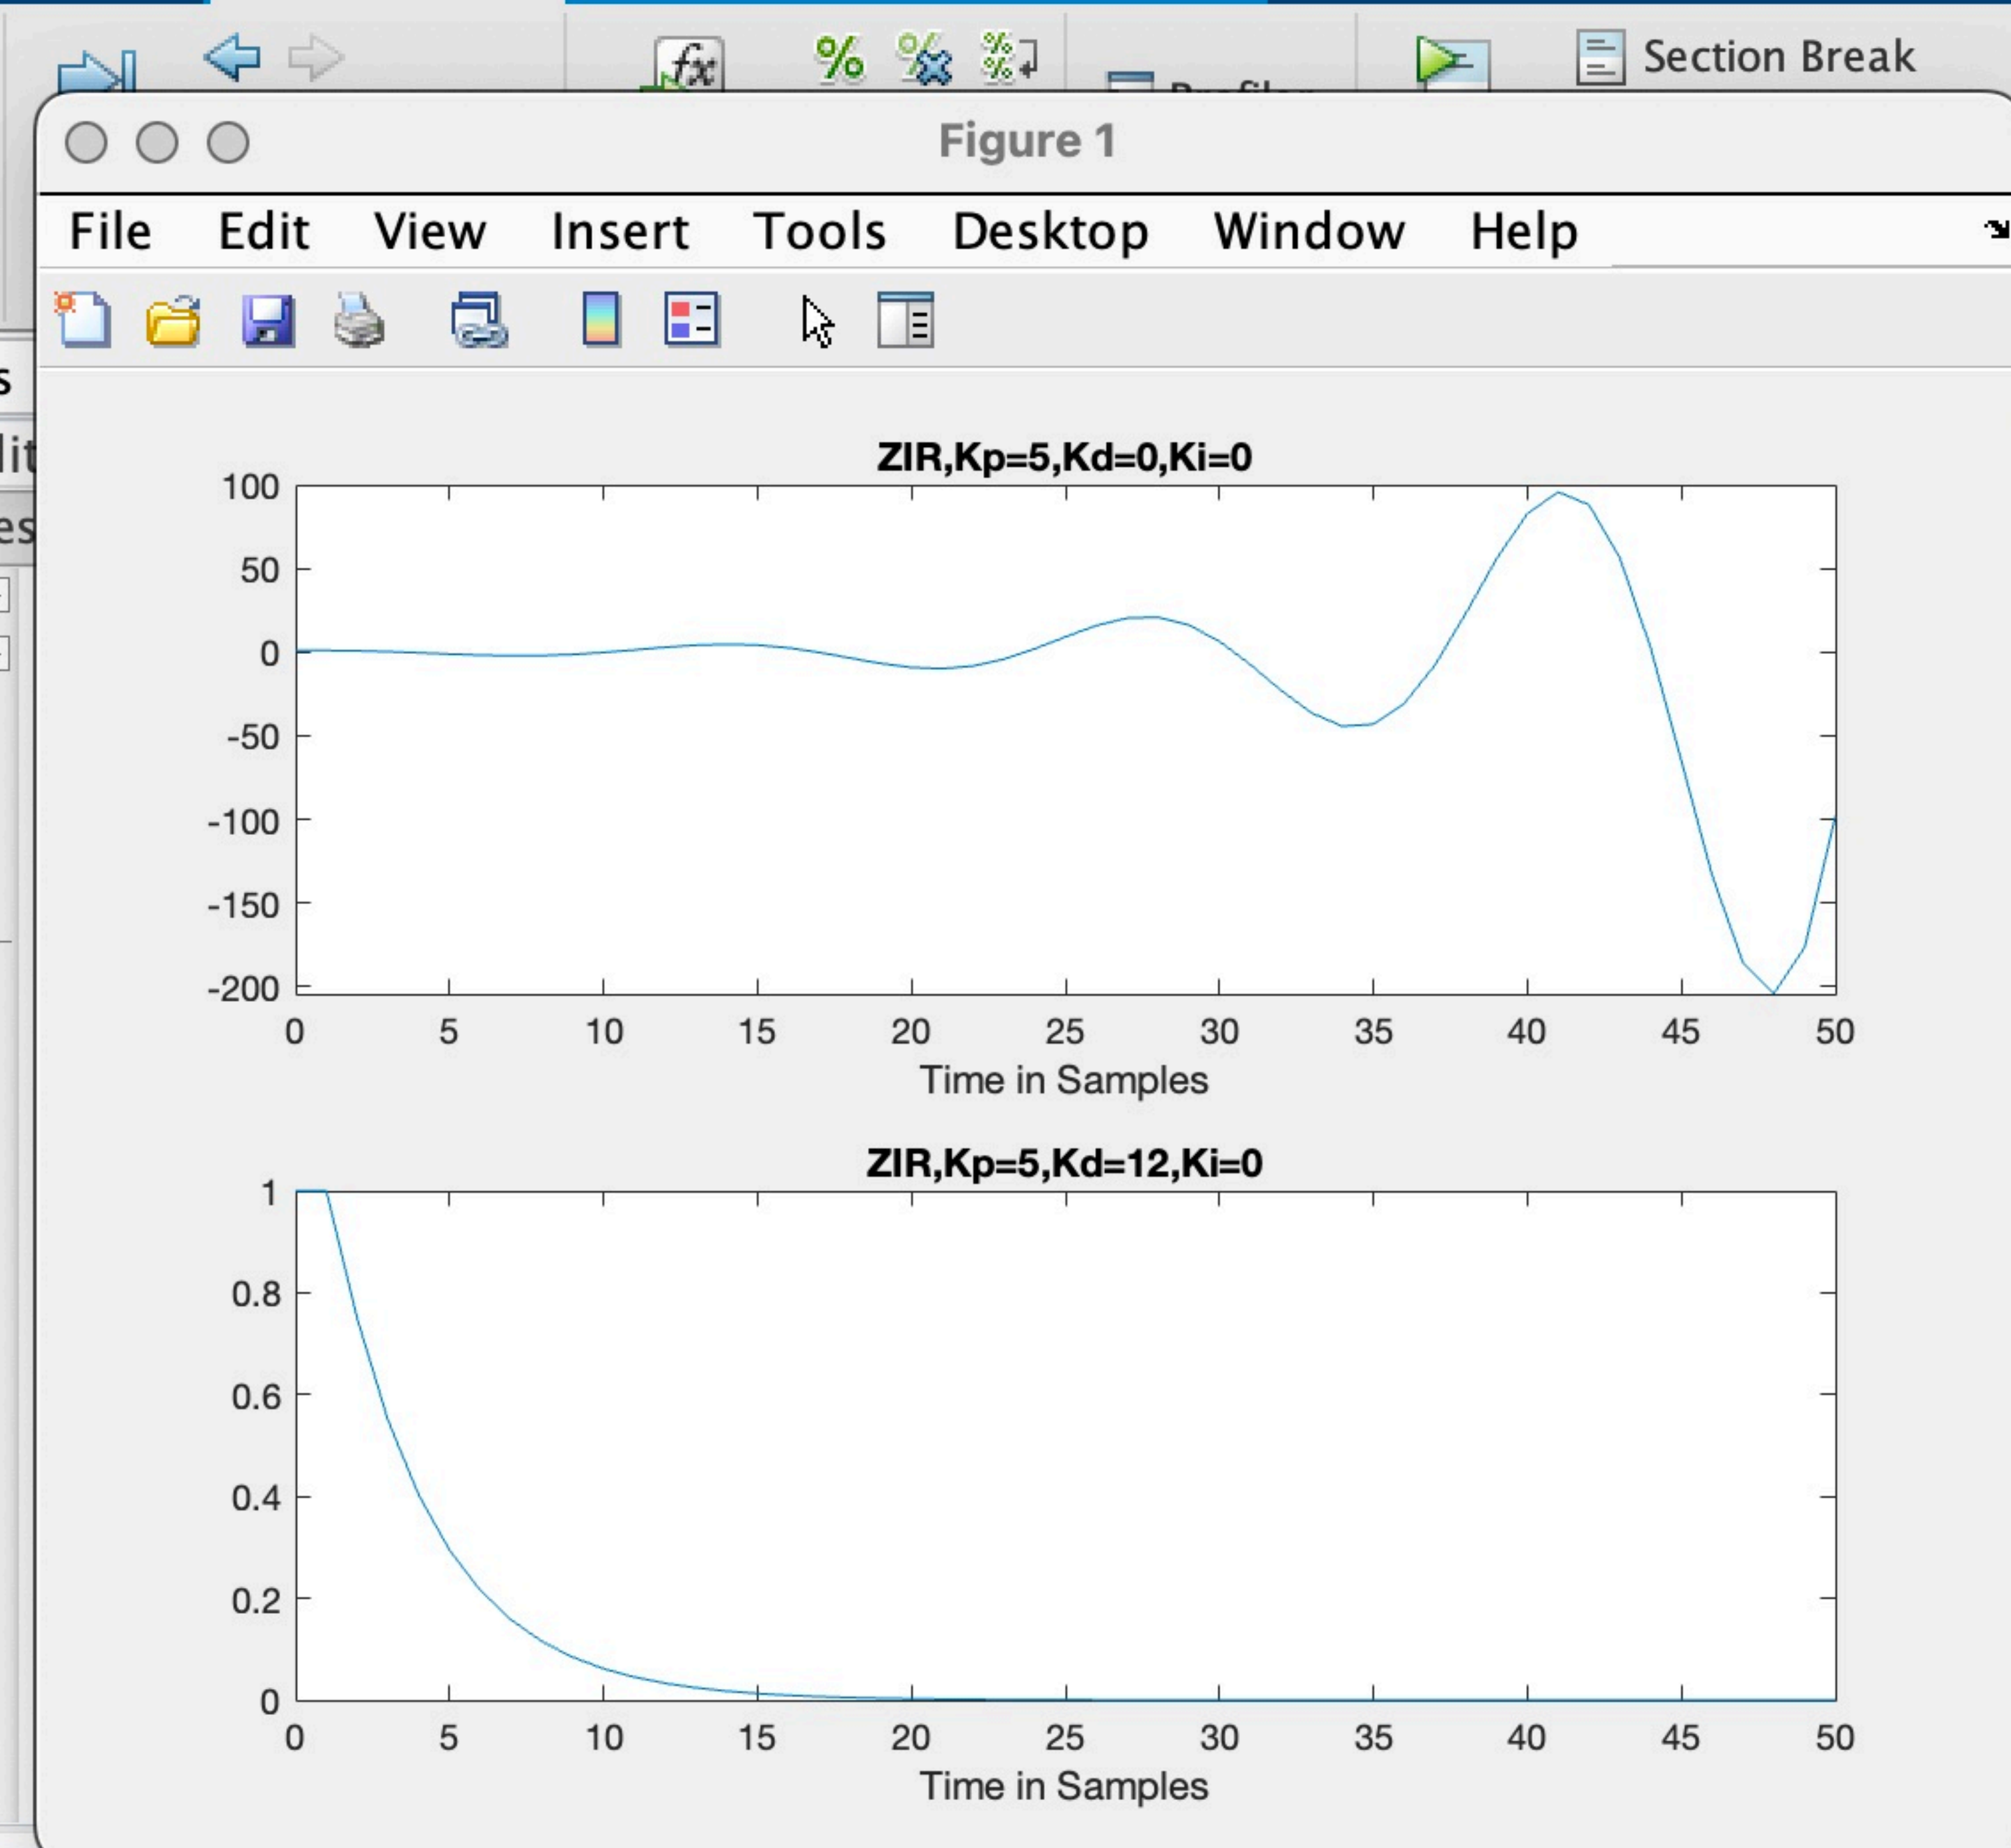 Section Break
Figure 1
File Edit View Insert Tools Desktop Window Help
ZIR,Kp=5,Kd=0,Ki=0
100
50
0
-50
-100
-150
-200
0 5 10 15 20 25 30 35 40 45 50
Time in Samples
ZIR,Kp=5,Kd=12,Ki=0
1
0.8
0.6
0.4
0.2
0
0 5 10 15 20 25 30 35 40 45 50
Time in Samples